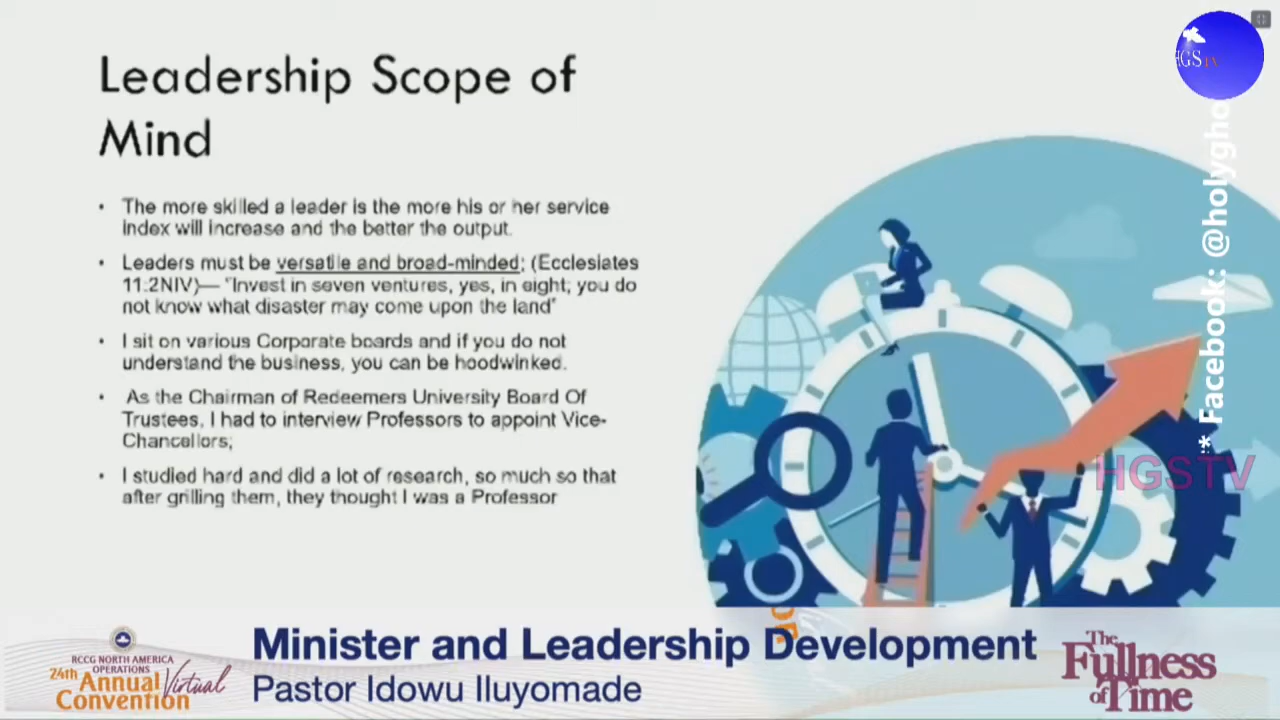 Leadership Scope of
Mind
• The more skilled a leader is the more his or her service
index will increase and the better the output.
• Leaders must be versatile and broad-minded; (Ecclesiates
11:2NIV)— "Invest in seven ventures, yes, in eight; you do
not know what disaster may come upon the land"
• I sit on various Corporate boards and if you do not
understand the business, you can be hoodwinked.
• As the Chairman of Redeemers University Board Of
Trustees, I had to interview Professors to appoint Vice-
Chancellors;
• I studied hard and did a lot of research, so much so that
after grilling them, they thought I was a Professor
HGSTV
** Facebook: @holygho
HGSTV
RCCG NORTH AMERICA
OPERATIONS
24th Annual Virtual
Convention
Minister and Leadership Development
Pastor Idowu Iluyomade
The
Fullness
of Time